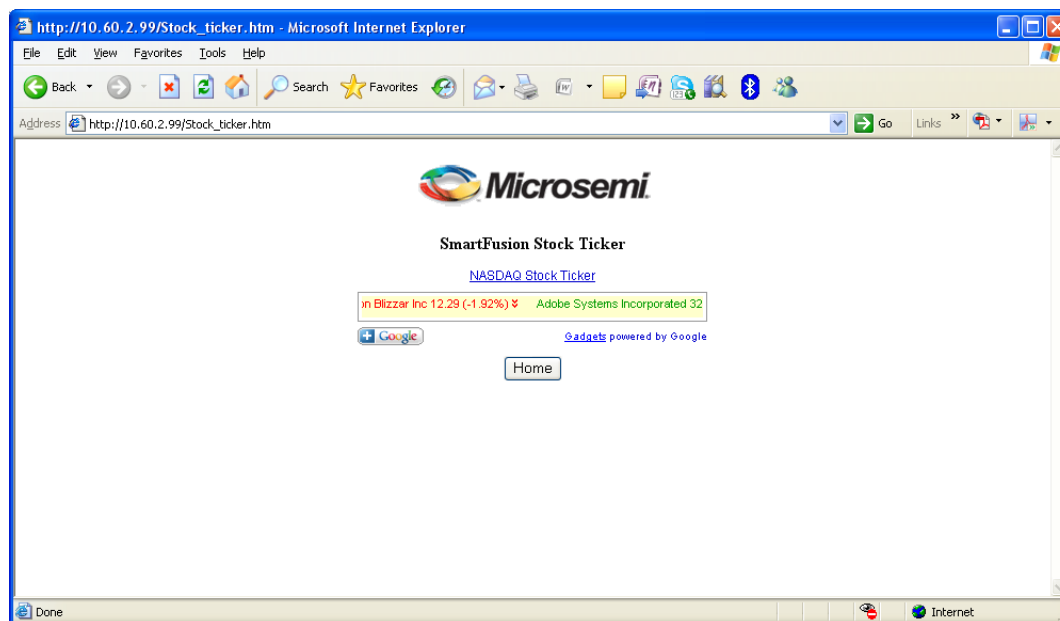 http://10.60.2.99/Stock_ticker.htm - Microsoft Internet Explorer
File Edit View Favorites Tools Help
Back Search Favorites
Address http://10.60.2.99/Stock_ticker.htm Go Links »
Microsemi.
SmartFusion Stock Ticker
NASDAQ Stock Ticker
on Blizzar Inc 12.29 (-1.92%) Adobe Systems Incorporated 32
Google Gadgets powered by Google
Home
Done Internet